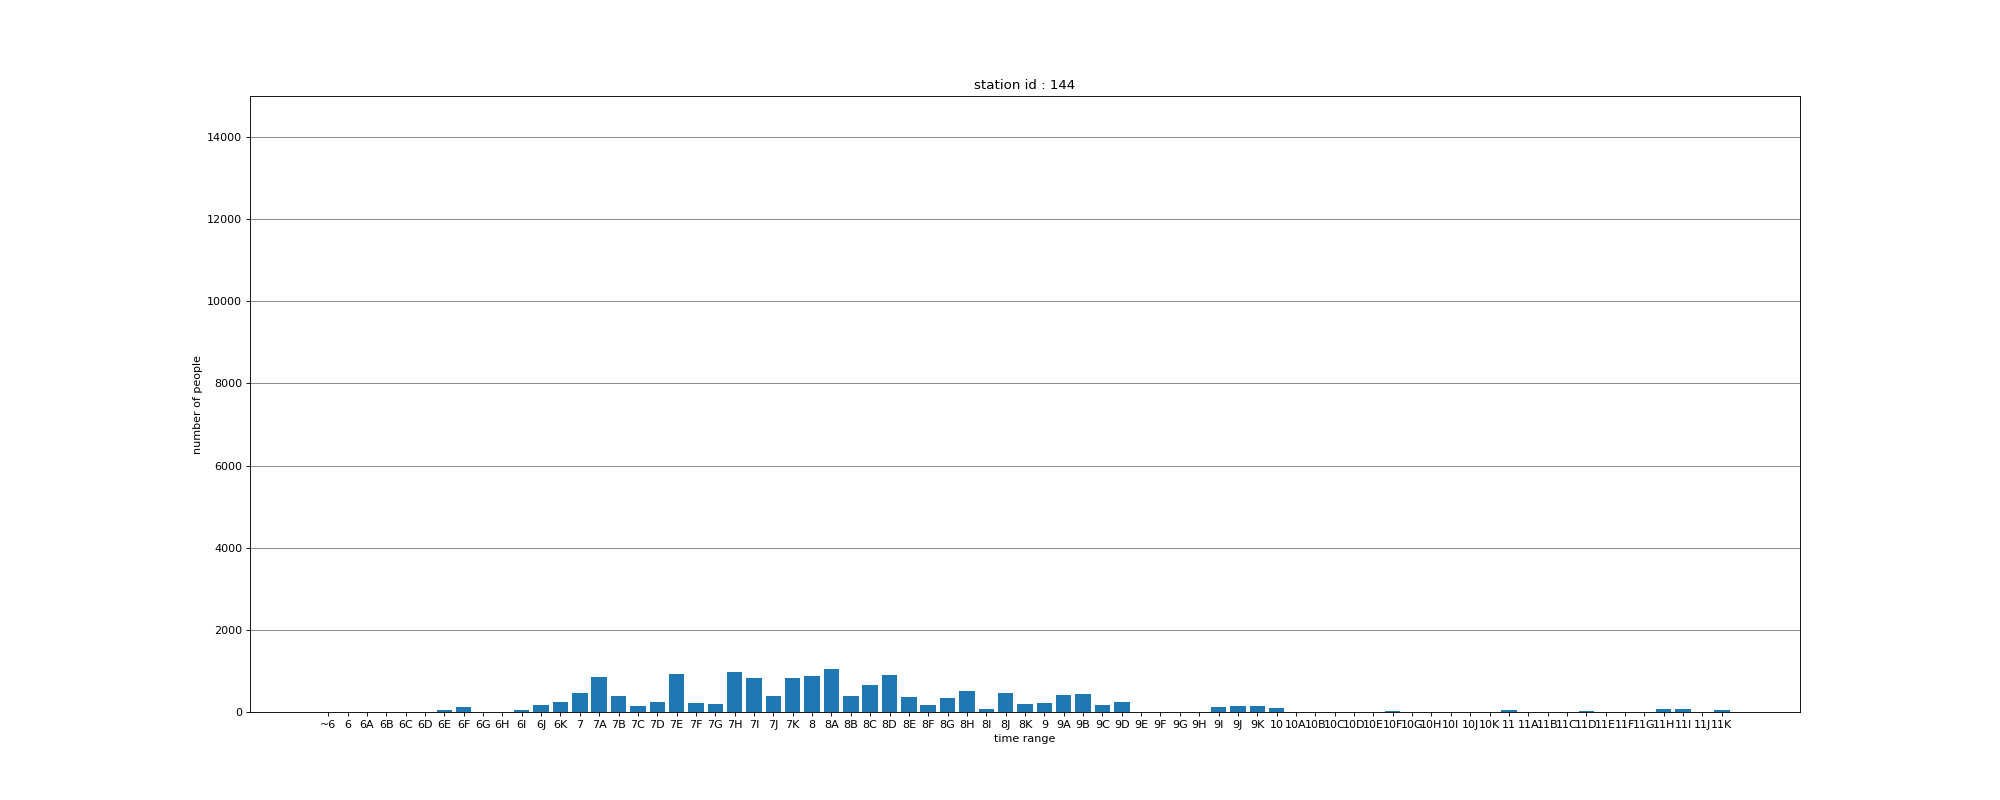 station id : 144
14000
12000
10000
8000
6000
4000
2000
0
number of people
~6 6 6A 6B 6C 6D 6E 6F 6G 6H 6I 6J 6K 7 7A 7B 7C 7D 7E 7F 7G 7H 7I 7J 7K 8 8A 8B 8C 8D 8E 8F 8G 8H 8I 8J 8K 9 9A 9B 9C 9D 9E 9F 9G 9H 9I 9J 9K 10 10A 10B 10C 10D 10E 10F 10G 10H 10I 10J 10K 11 11A 11B 11C 11D 11E 11F 11G 11H 11I 11J 11K
time range